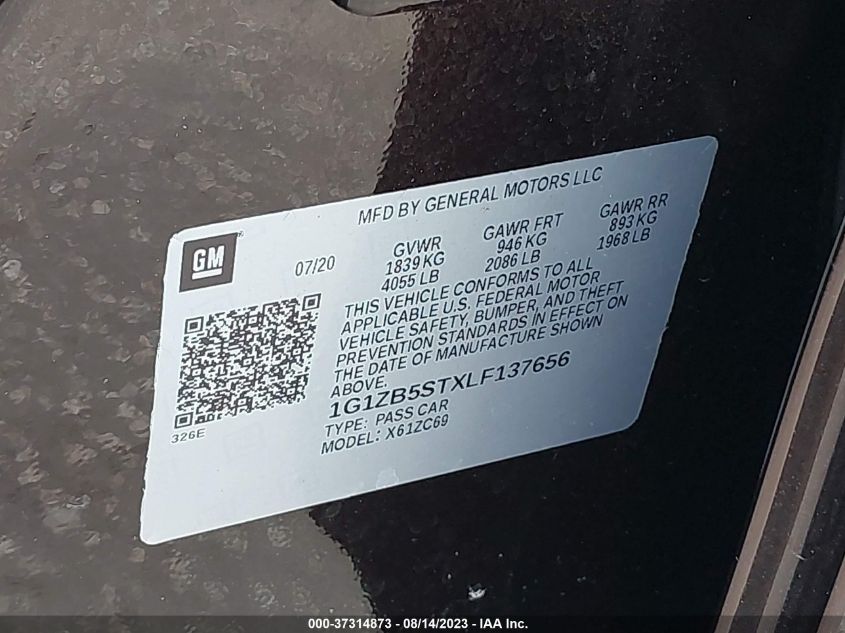 MFD BY GENERAL MOTORS LLC
GM
07/20
GVWR
1839 KG
4055 LB
GAWR FRT
946 KG
2086 LB
GAWR RR
893 KG
1968 LB
THIS VEHICLE CONFORMS TO ALL
APPLICABLE U.S. FEDERAL MOTOR
VEHICLE SAFETY, BUMPER, AND THEFT
PREVENTION STANDARDS IN EFFECT ON
THE DATE OF MANUFACTURE SHOWN
ABOVE.
1G1ZB5STXLF137656
TYPE: PASS CAR
MODEL: X61ZC69
326E
000-37314873 - 08/14/2023 - IAA Inc.